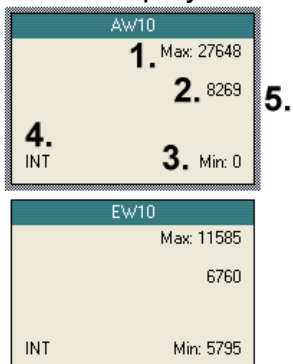 AW10
1. Max: 27648
2. 8269
5.
4.
INT
3. Min: 0
EW10
Max: 11585
6760
INT
Min: 5795